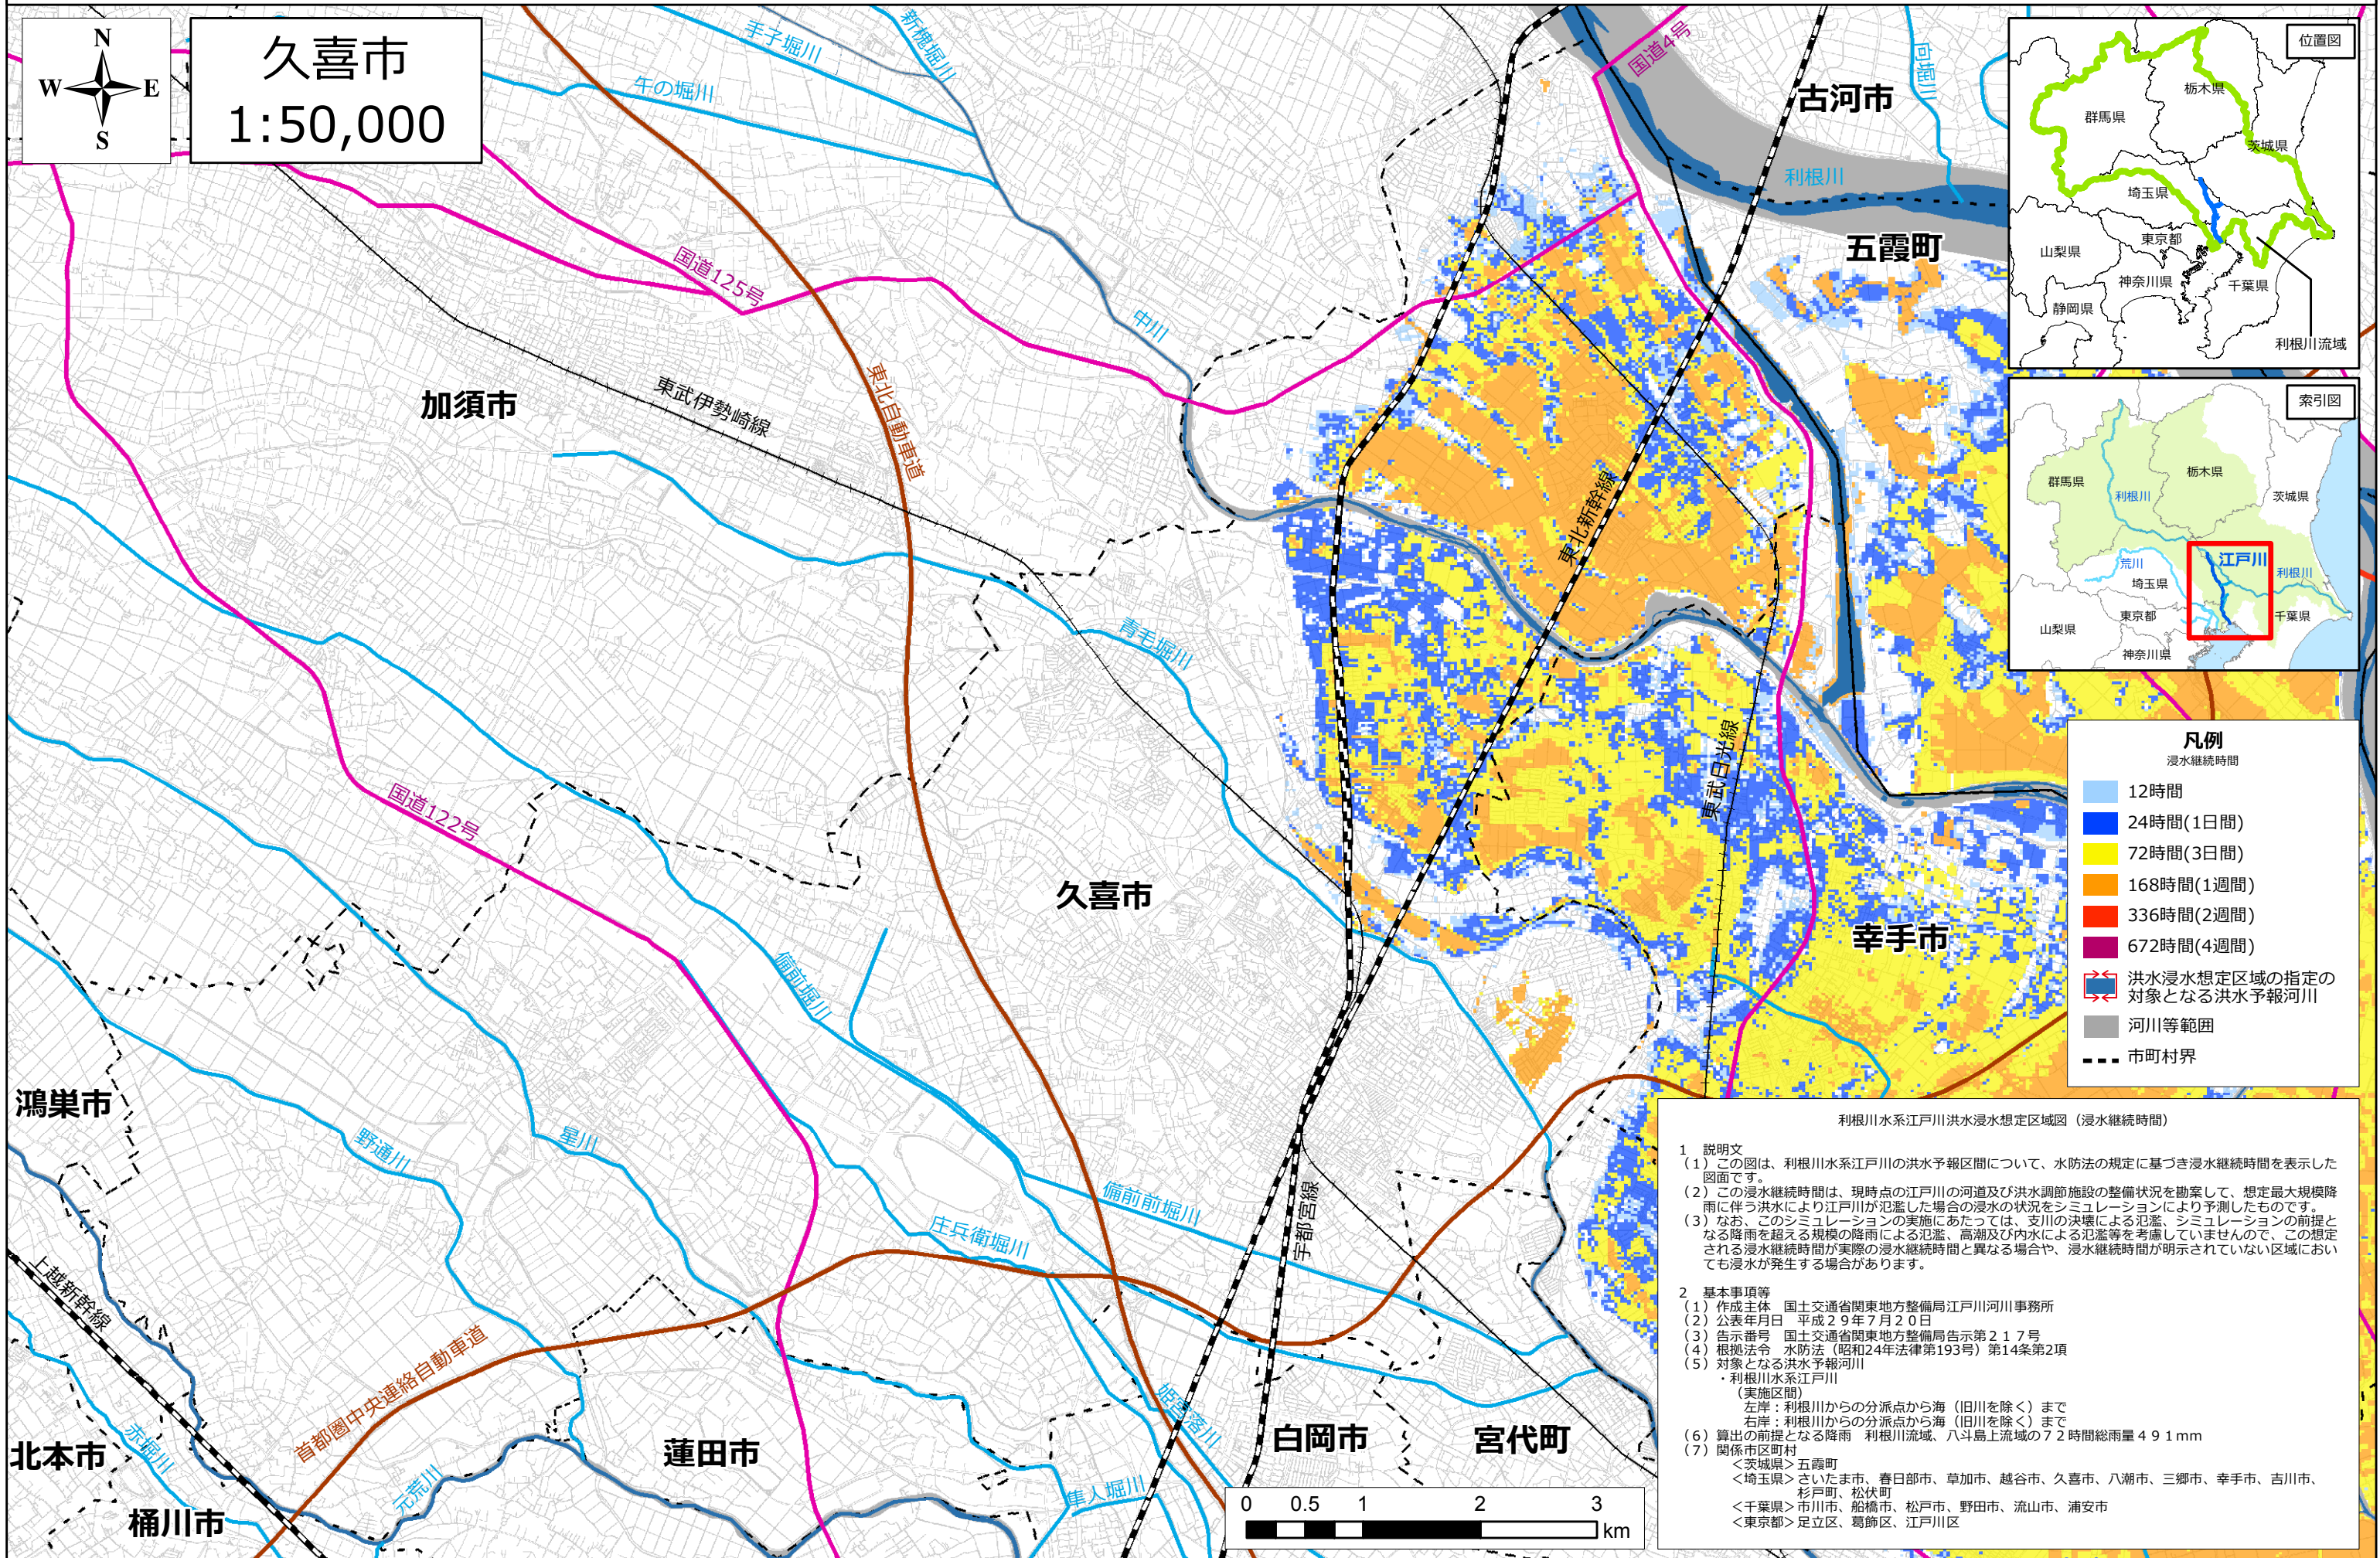 N
W
E
S
久喜市
1:50,000
手子堀川
新槐堀川
午の堀川
国道4号
古河市
向堀川
利根川
五霞町
国道125号
中川
東北自動車道
加須市
東武伊勢崎線
東北新幹線
青毛堀川
東武日光線
国道122号
久喜市
幸手市
備前堀川
鴻巣市
野通川
星川
備前前堀川
庄兵衛堀川
宇都宮線
上越新幹線
首都圏中央連絡自動車道
姫宮落川
北本市
赤堀川
元荒川
蓮田市
白岡市
宮代町
隼人堀川
桶川市
0 0.5 1 2 3
km
位置図
栃木県
群馬県
茨城県
埼玉県
東京都
山梨県
神奈川県
千葉県
静岡県
利根川流域
索引図
群馬県
栃木県
利根川
茨城県
江戸川
荒川
利根川
埼玉県
東京都
千葉県
山梨県
神奈川県
凡例
浸水継続時間
12時間
24時間(1日間)
72時間(3日間)
168時間(1週間)
336時間(2週間)
672時間(4週間)
洪水浸水想定区域の指定の
対象となる洪水予報河川
河川等範囲
市町村界
利根川水系江戸川洪水浸水想定区域図（浸水継続時間）
1 説明文
（1）この図は、利根川水系江戸川の洪水予報区間について、水防法の規定に基づき浸水継続時間を表示した
図面です。
（2）この浸水継続時間は、現時点の江戸川の河道及び洪水調節施設の整備状況を勘案して、想定最大規模降
雨に伴う洪水により江戸川が氾濫した場合の浸水の状況をシミュレーションにより予測したものです。
（3）なお、このシミュレーションの実施にあたっては、支川の決壊による氾濫、シミュレーションの前提と
なる降雨を超える規模の降雨による氾濫、高潮及び内水による氾濫等を考慮していませんので、この想定
される浸水継続時間が実際の浸水継続時間と異なる場合や、浸水継続時間が明示されていない区域におい
ても浸水が発生する場合があります。
2 基本事項等
（1）作成主体 国土交通省関東地方整備局江戸川河川事務所
（2）公表年月日 平成２９年７月２０日
（3）告示番号 国土交通省関東地方整備局告示第２１７号
（4）根拠法令 水防法（昭和24年法律第193号）第14条第2項
（5）対象となる洪水予報河川
・利根川水系江戸川
（実施区間）
左岸：利根川からの分派点から海（旧川を除く）まで
右岸：利根川からの分派点から海（旧川を除く）まで
（6）算出の前提となる降雨 利根川流域、八斗島上流域の７２時間総雨量４９１mm
（7）関係市区町村
＜茨城県＞五霞町
＜埼玉県＞さいたま市、春日部市、草加市、越谷市、久喜市、八潮市、三郷市、幸手市、吉川市、
杉戸町、松伏町
＜千葉県＞市川市、船橋市、松戸市、野田市、流山市、浦安市
＜東京都＞足立区、葛飾区、江戸川区